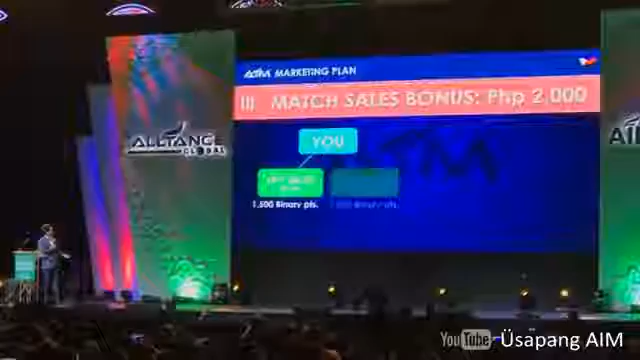 AIM MARKETING PLAN
III MATCH SALES BONUS: Php 2,000
ALLIANCE
GLOBAL
YOU
1,500 Binary pts.
YouTube Üsapang AIM